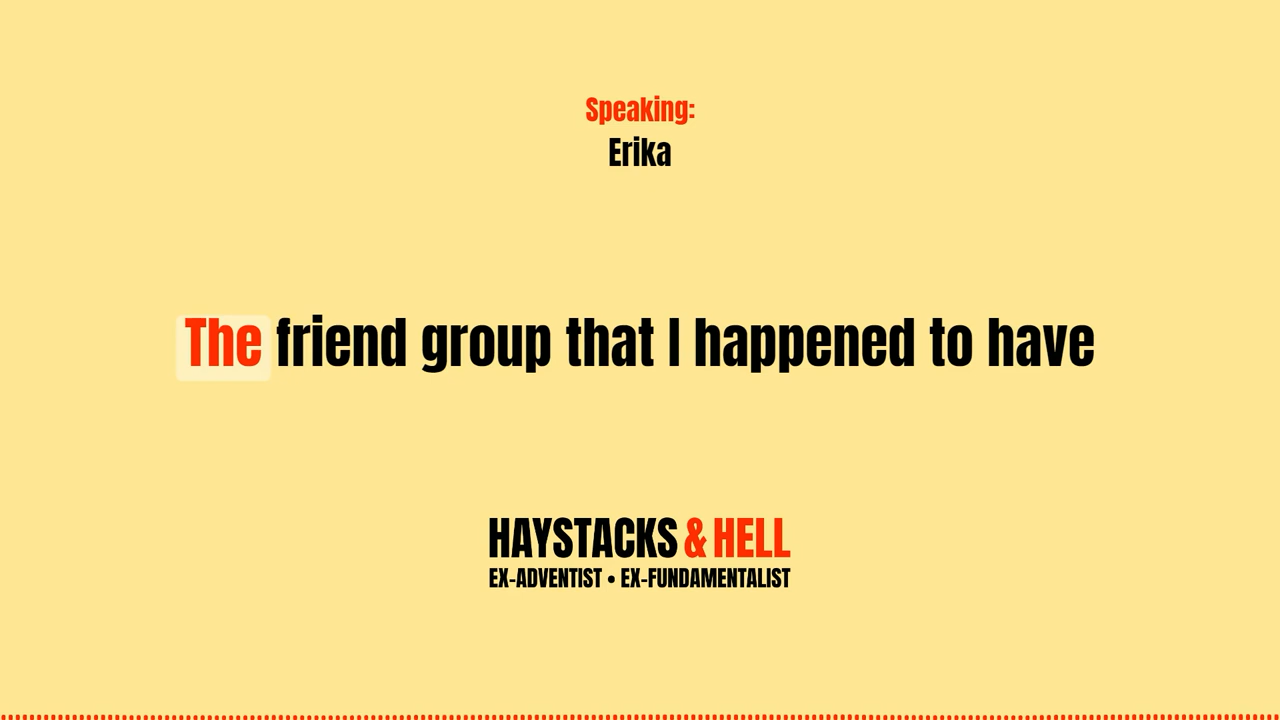 Speaking:
Erika
The friend group that I happened to have
HAYSTACKS & HELL
EX-ADVENTIST • EX-FUNDAMENTALIST